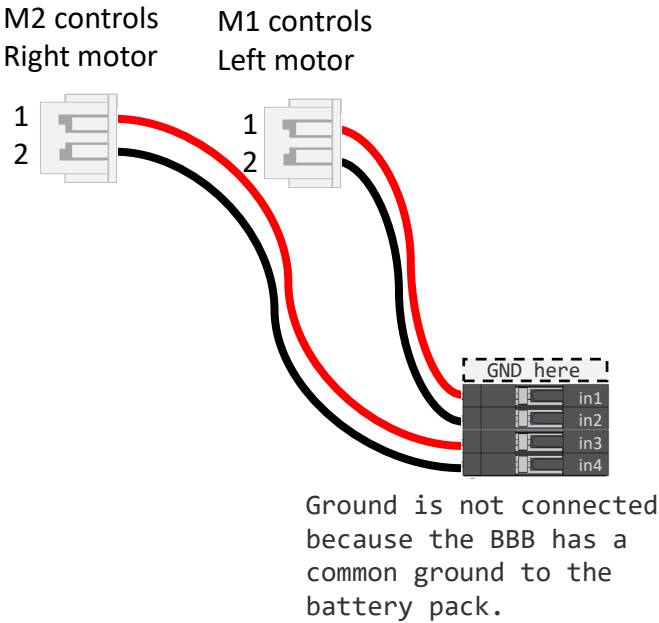 M2 controls
Right motor
M1 controls
Left motor
1
2
1
2
GND here
in1
in2
in3
in4
Ground is not connected
because the BBB has a
common ground to the
battery pack.